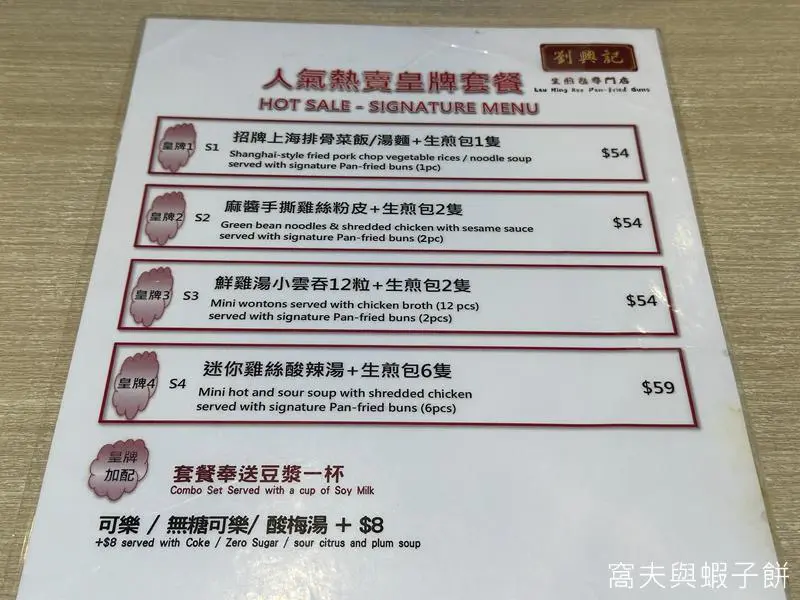 劉興記
生煎包專門店
Lau Hing Kee Pan-fried Buns
人氣熱賣皇牌套餐
HOT SALE - SIGNATURE MENU
皇牌1 S1 招牌上海排骨菜飯/湯麵+生煎包1隻 $54
Shanghai-style fried pork chop vegetable rices / noodle soup
served with signature Pan-fried buns (1pc)
皇牌2 S2 麻醬手撕雞絲粉皮+生煎包2隻 $54
Green bean noodles & shredded chicken with sesame sauce
served with signature Pan-fried buns (2pc)
皇牌3 S3 鮮雞湯小雲吞12粒+生煎包2隻 $54
Mini wontons served with chicken broth (12 pcs)
served with signature Pan-fried buns (2pcs)
皇牌4 S4 迷你雞絲酸辣湯+生煎包6隻 $59
Mini hot and sour soup with shredded chicken
served with signature Pan-fried buns (6pcs)
皇牌
加配
套餐奉送豆漿一杯
Combo Set Served with a cup of Soy Milk
可樂 / 無糖可樂/ 酸梅湯 + $8
+$8 served with Coke / Zero Sugar / sour citrus and plum soup
窩夫與蝦子餅